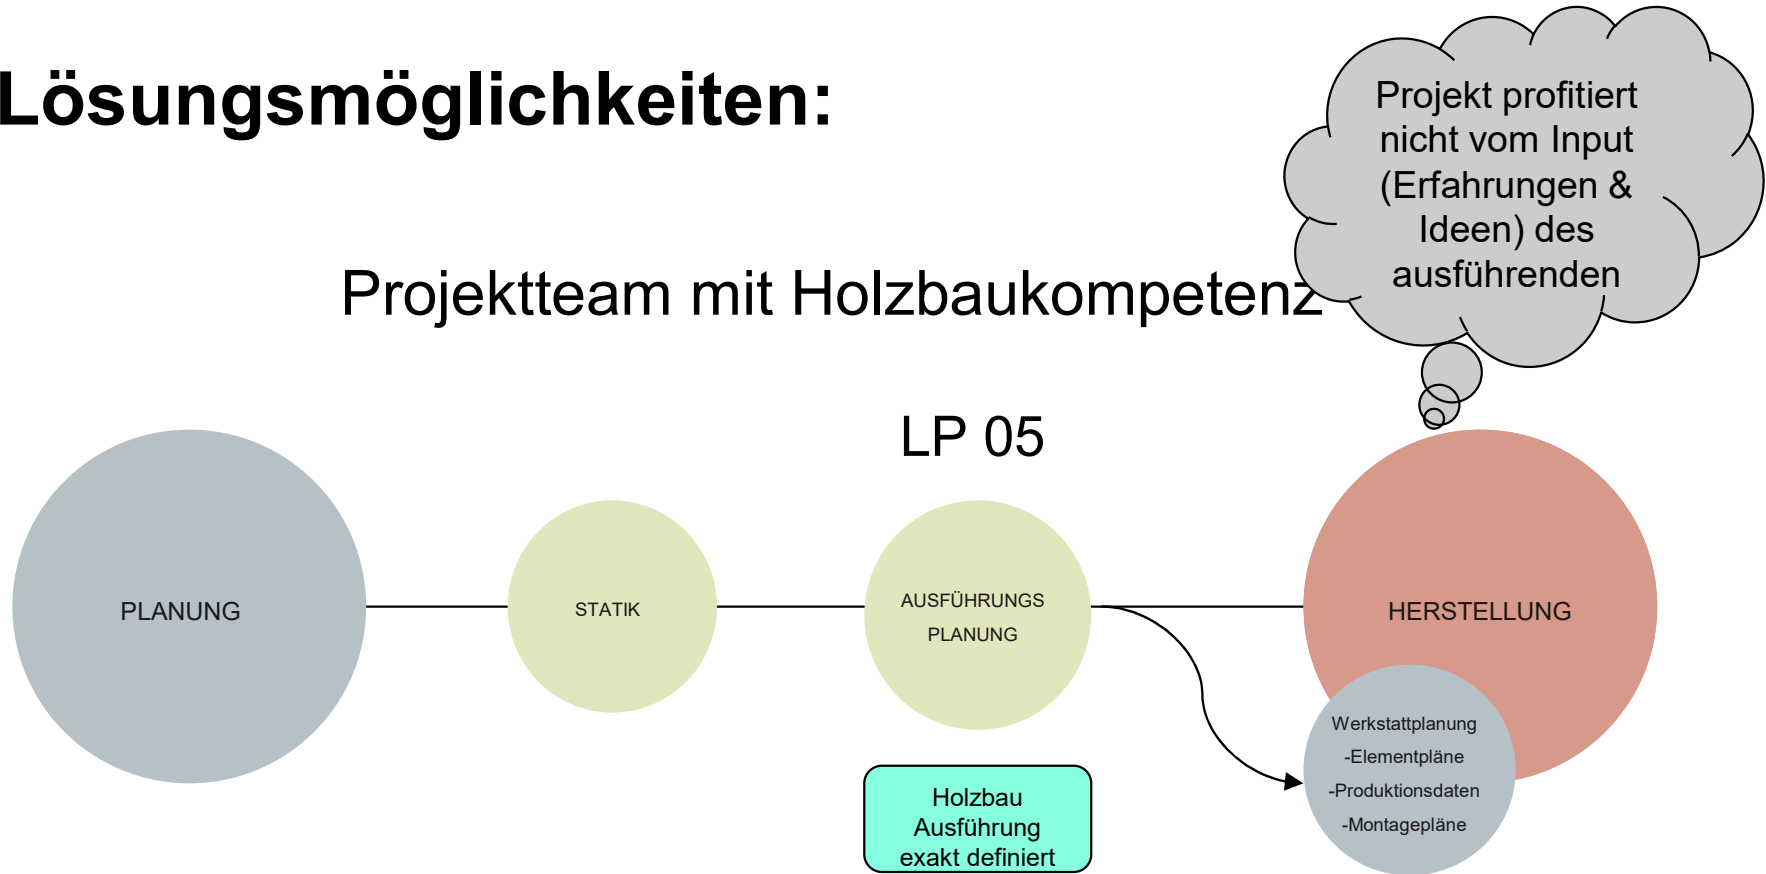 Lösungsmöglichkeiten:
Projekt profitiert
nicht vom Input
(Erfahrungen &
Ideen) des
ausführenden
Projektteam mit Holzbaukompetenz
LP 05
PLANUNG
STATIK
AUSFÜHRUNGS
PLANUNG
HERSTELLUNG
Werkstattplanung
-Elementpläne
-Produktionsdaten
-Montagepläne
Holzbau
Ausführung
exakt definiert